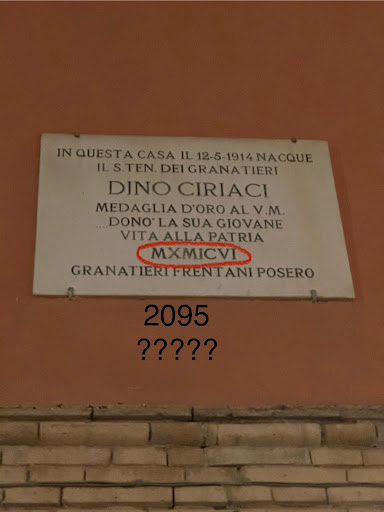 IN QUESTA CASA IL 12-5-1914 NACQUE
IL S.TEN. DEI GRANATIERI
DINO CIRIACI
MEDAGLIA D'ORO AL V.M.
....DONO' LA SUA GIOVANE
VITA ALLA PATRIA
MXMICVI
GRANATIERI FRENTANI POSERO
2095
?????